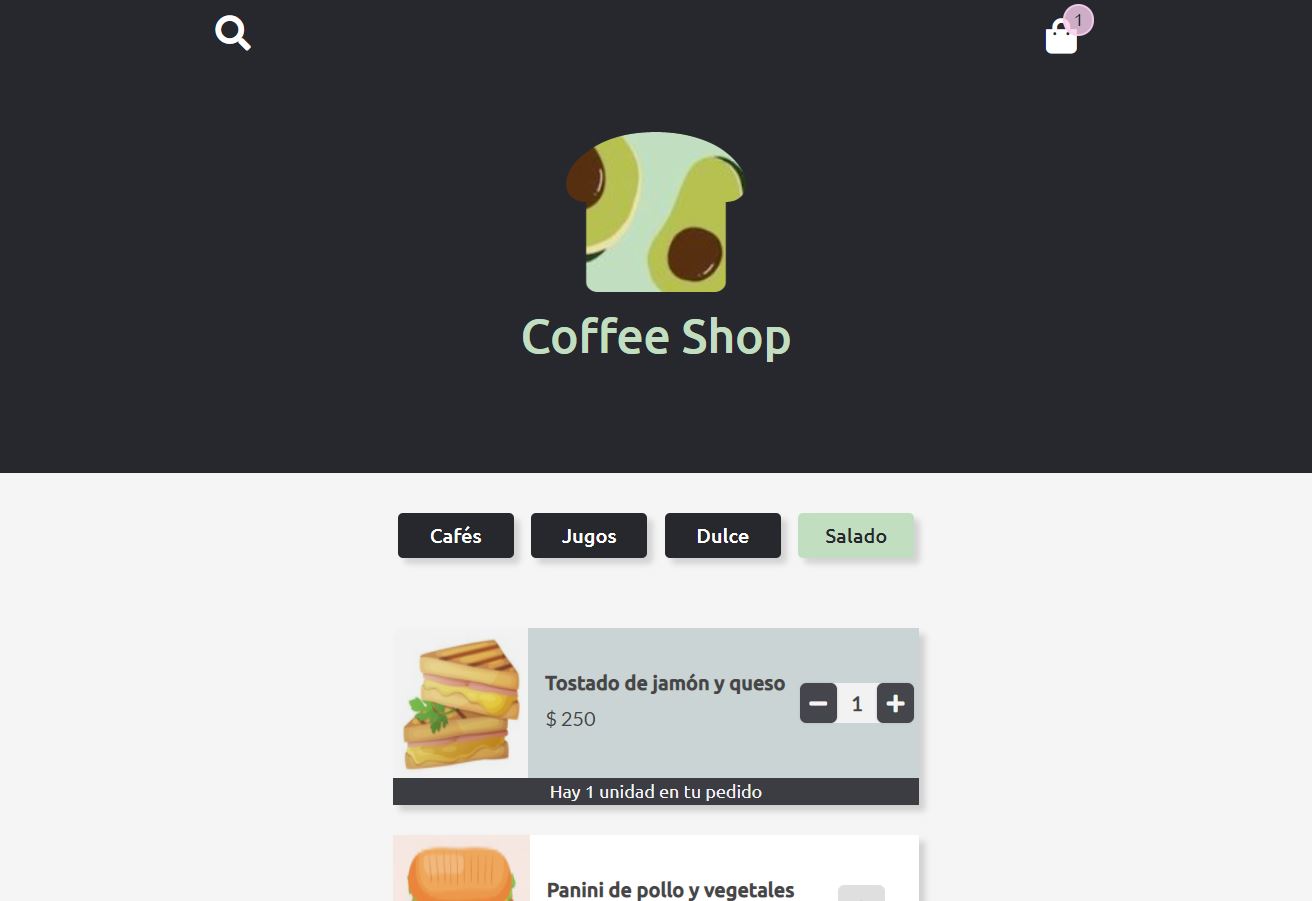 1
Coffee Shop
Cafés Jugos Dulce Salado
Tostado de jamón y queso
$ 250
1
Hay 1 unidad en tu pedido
Panini de pollo y vegetales